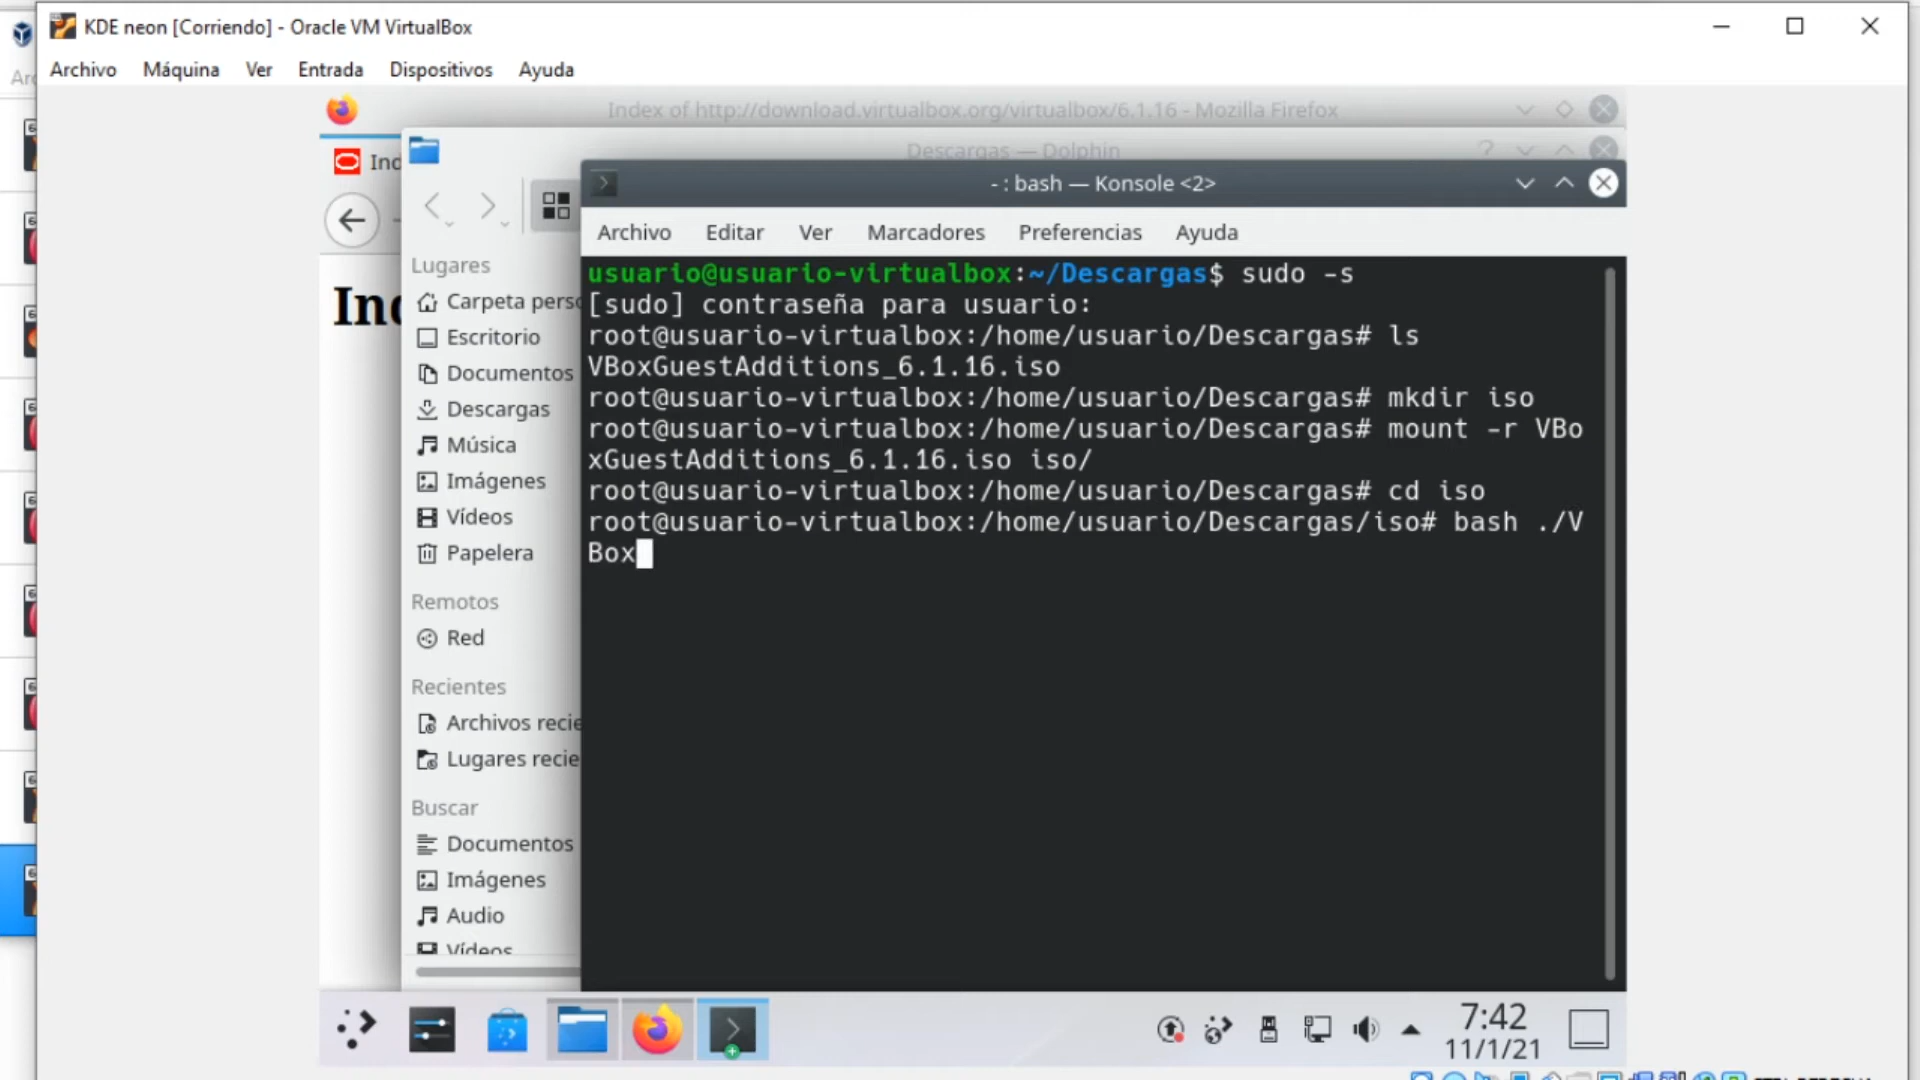 KDE neon [Corriendo] - Oracle VM VirtualBox
Archivo Máquina Ver Entrada Dispositivos Ayuda
Index of http://download.virtualbox.org/virtualbox/6.1.16 - Mozilla Firefox
Descargas — Dolphin
- : bash — Konsole <2>
Archivo Editar Ver Marcadores Preferencias Ayuda
usuario@usuario-virtualbox:~/Descargas$ sudo -s
[sudo] contraseña para usuario:
root@usuario-virtualbox:/home/usuario/Descargas# ls
VBoxGuestAdditions_6.1.16.iso
root@usuario-virtualbox:/home/usuario/Descargas# mkdir iso
root@usuario-virtualbox:/home/usuario/Descargas# mount -r VBo
xGuestAdditions_6.1.16.iso iso/
root@usuario-virtualbox:/home/usuario/Descargas# cd iso
root@usuario-virtualbox:/home/usuario/Descargas/iso# bash ./V
Box
Lugares
Carpeta perso
Escritorio
Documentos
Descargas
Música
Imágenes
Vídeos
Papelera
Remotos
Red
Recientes
Archivos recie
Lugares recie
Buscar
Documentos
Imágenes
Audio
Vídeos
Ind
Ind
7:42
11/1/21